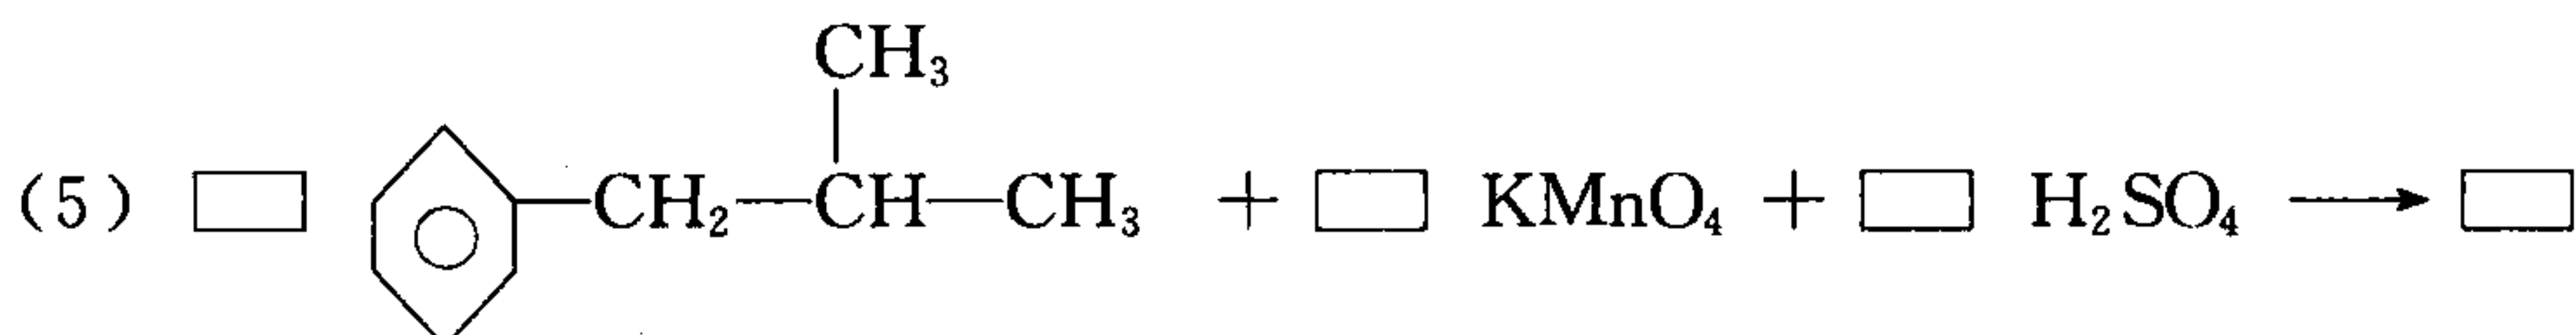 CH₃
(5) □ CH₂—CH—CH₃ + □ KMnO₄ + □ H₂SO₄ → □